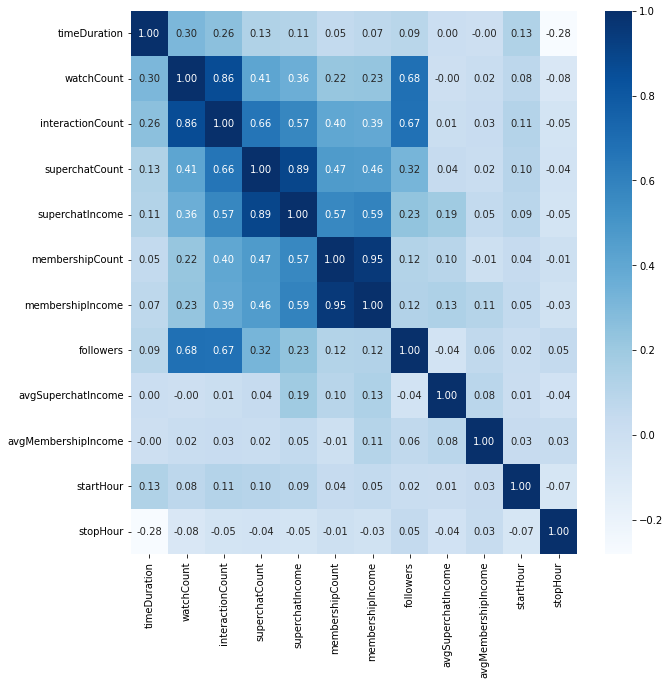 timeDuration 1.00 0.30 0.26 0.13 0.11 0.05 0.07 0.09 0.00 -0.00 0.13 -0.28
watchCount 0.30 1.00 0.86 0.41 0.36 0.22 0.23 0.68 -0.00 0.02 0.08 -0.08
interactionCount 0.26 0.86 1.00 0.66 0.57 0.40 0.39 0.67 0.01 0.03 0.11 -0.05
superchatCount 0.13 0.41 0.66 1.00 0.89 0.47 0.46 0.32 0.04 0.02 0.10 -0.04
superchatIncome 0.11 0.36 0.57 0.89 1.00 0.57 0.59 0.23 0.19 0.05 0.09 -0.05
membershipCount 0.05 0.22 0.40 0.47 0.57 1.00 0.95 0.12 0.10 -0.01 0.04 -0.01
membershipIncome 0.07 0.23 0.39 0.46 0.59 0.95 1.00 0.12 0.13 0.11 0.05 -0.03
followers 0.09 0.68 0.67 0.32 0.23 0.12 0.12 1.00 -0.04 0.06 0.02 0.05
avgSuperchatIncome 0.00 -0.00 0.01 0.04 0.19 0.10 0.13 -0.04 1.00 0.08 0.01 -0.04
avgMembershipIncome -0.00 0.02 0.03 0.02 0.05 -0.01 0.11 0.06 0.08 1.00 0.03 0.03
startHour 0.13 0.08 0.11 0.10 0.09 0.04 0.05 0.02 0.01 0.03 1.00 -0.07
stopHour -0.28 -0.08 -0.05 -0.04 -0.05 -0.01 -0.03 0.05 -0.04 0.03 -0.07 1.00
timeDuration
watchCount
interactionCount
superchatCount
superchatIncome
membershipCount
membershipIncome
followers
avgSuperchatIncome
avgMembershipIncome
startHour
stopHour
1.0
0.8
0.6
0.4
0.2
0.0
−0.2